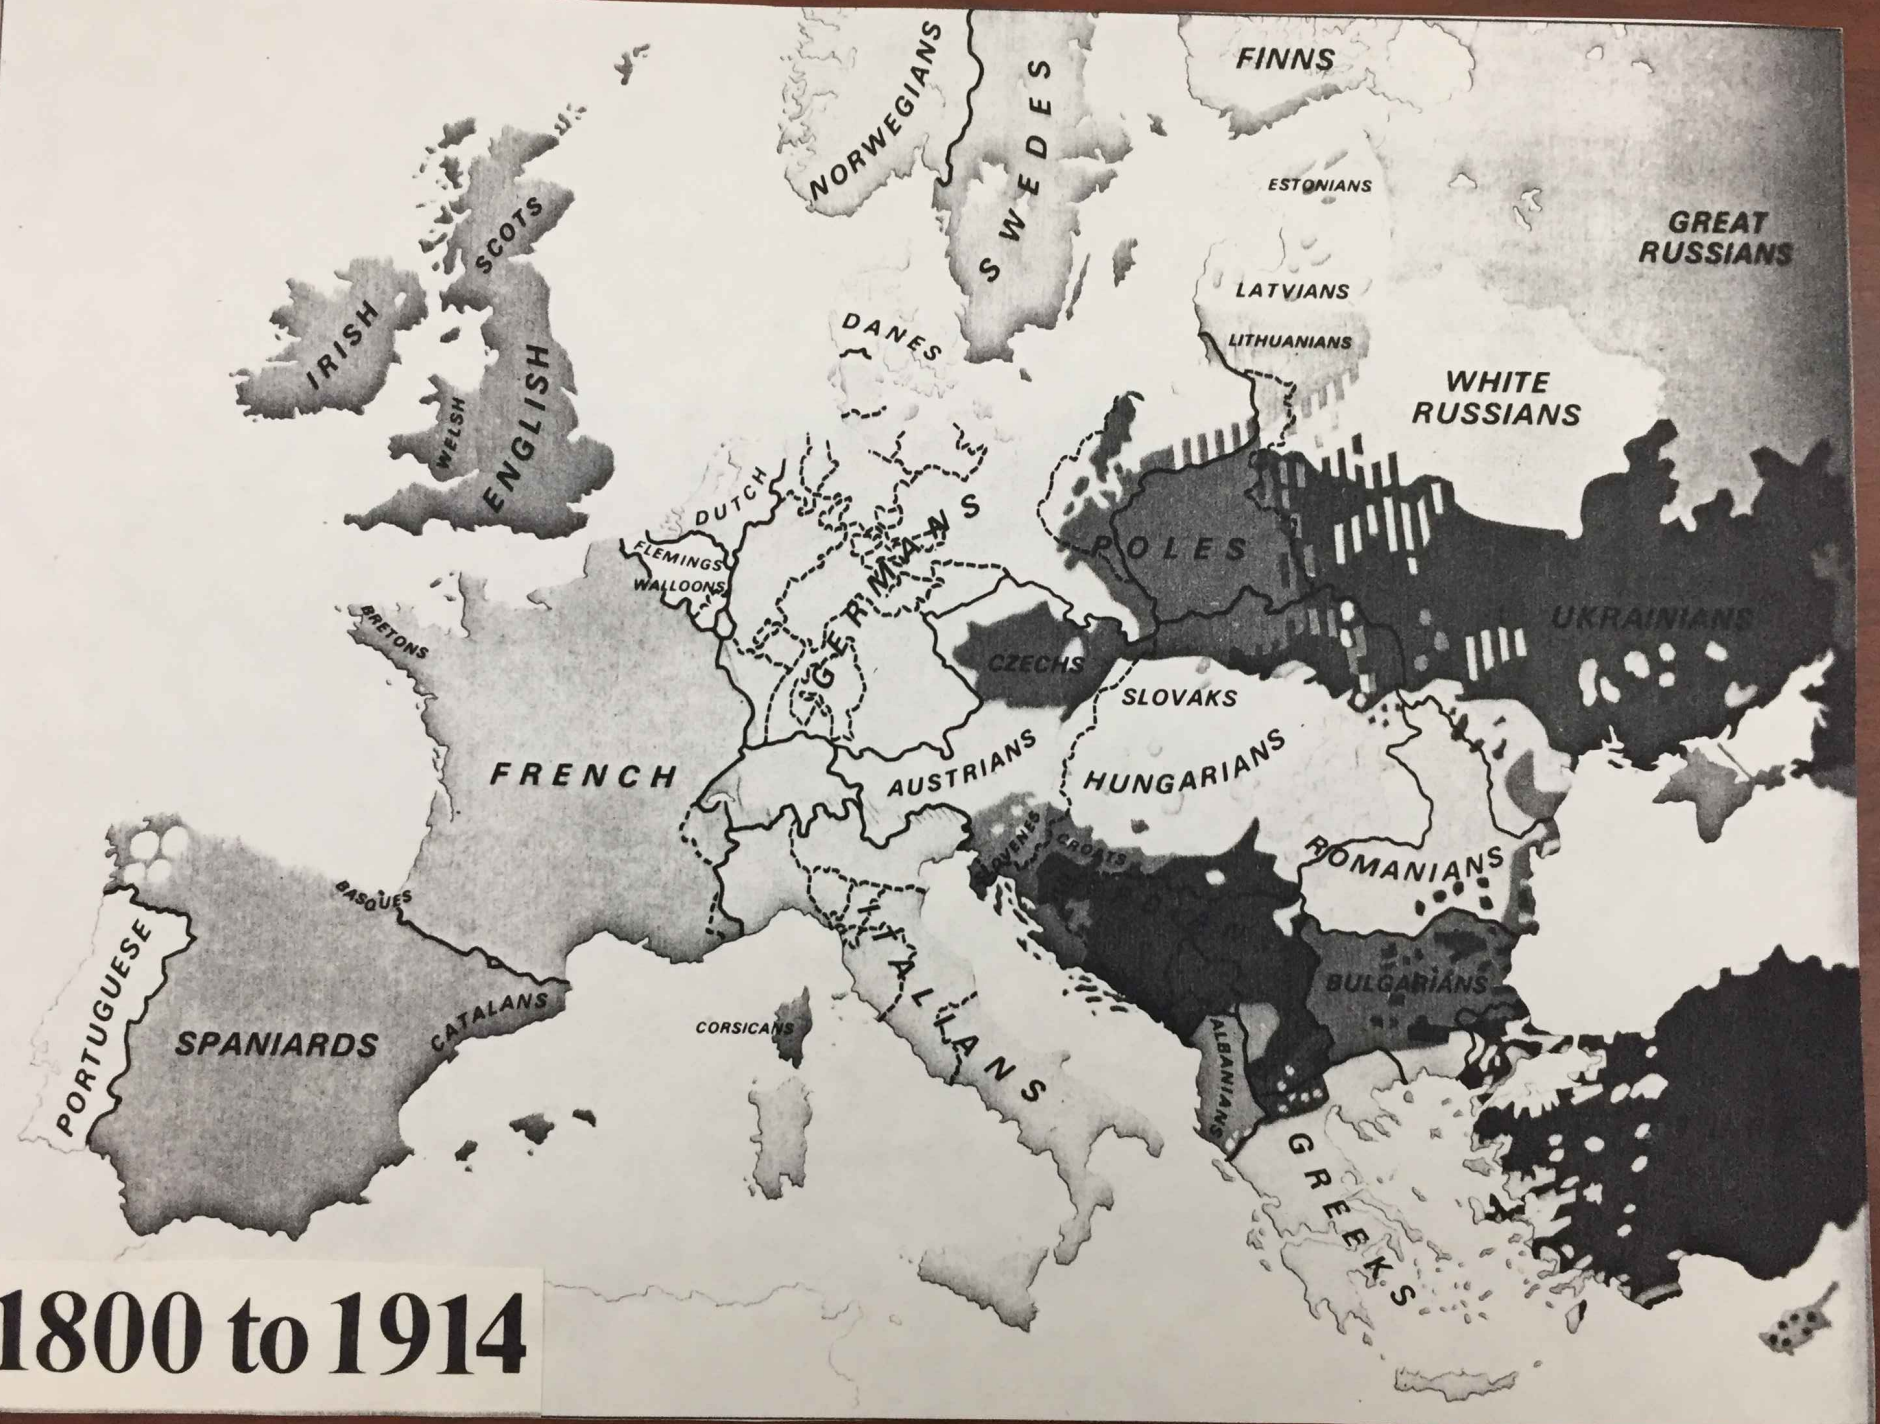 NORWEGIANS
SWEDES
FINNS
ESTONIANS
GREAT
RUSSIANS
SCOTS
IRISH
WELSH
ENGLISH
DANES
LATVIANS
LITHUANIANS
WHITE
RUSSIANS
DUTCH
FLEMINGS
WALLOONS
GERMANS
POLES
UKRAINIANS
BRETONS
CZECHS
SLOVAKS
FRENCH
AUSTRIANS
HUNGARIANS
SLOVENES
CROATS
ROMANIANS
BASQUES
PORTUGUESE
SPANIARDS
CATALANS
CORSICANS
ITALIANS
BULGARIANS
ALBANIANS
GREEKS
1800 to 1914